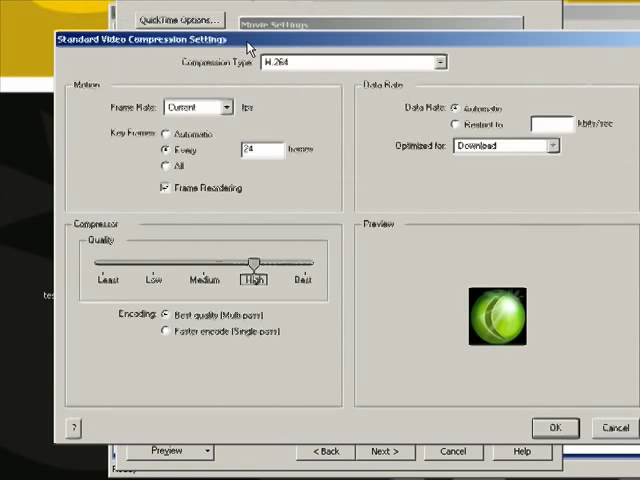 QuickTime Options...
Movie Settings
Standard Video Compression Settings
Compression Type: H.264
Motion
Frame Rate: Current fps
Key Frames: Automatic
Every 24 frames
All
Frame Reordering
Data Rate
Data Rate: Automatic
Restrict to kbits/sec
Optimized for: Download
Compressor
Quality
Least Low Medium High Best
Encoding: Best quality (Multi-pass)
Faster encode (Single-pass)
Preview
tes
? OK Cancel
Preview < Back Next > Cancel Help
Ready